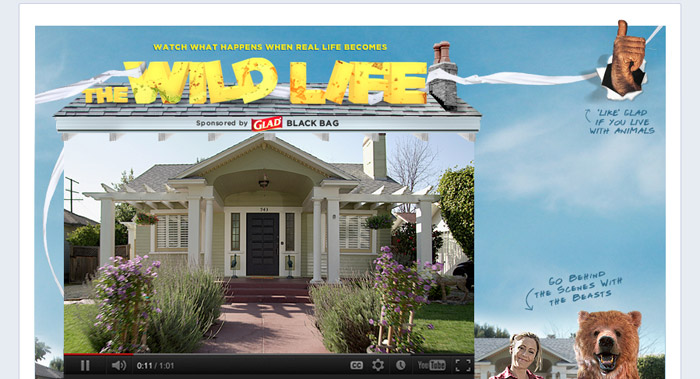 WATCH WHAT HAPPENS WHEN REAL LIFE BECOMES
THE WILD LIFE
Sponsored by GLAD BLACK BAG
'LIKE' GLAD
IF YOU LIVE
WITH ANIMALS
943
GO BEHIND
THE SCENES WITH
THE BEASTS
0:11 / 1:01
CC
YouTube